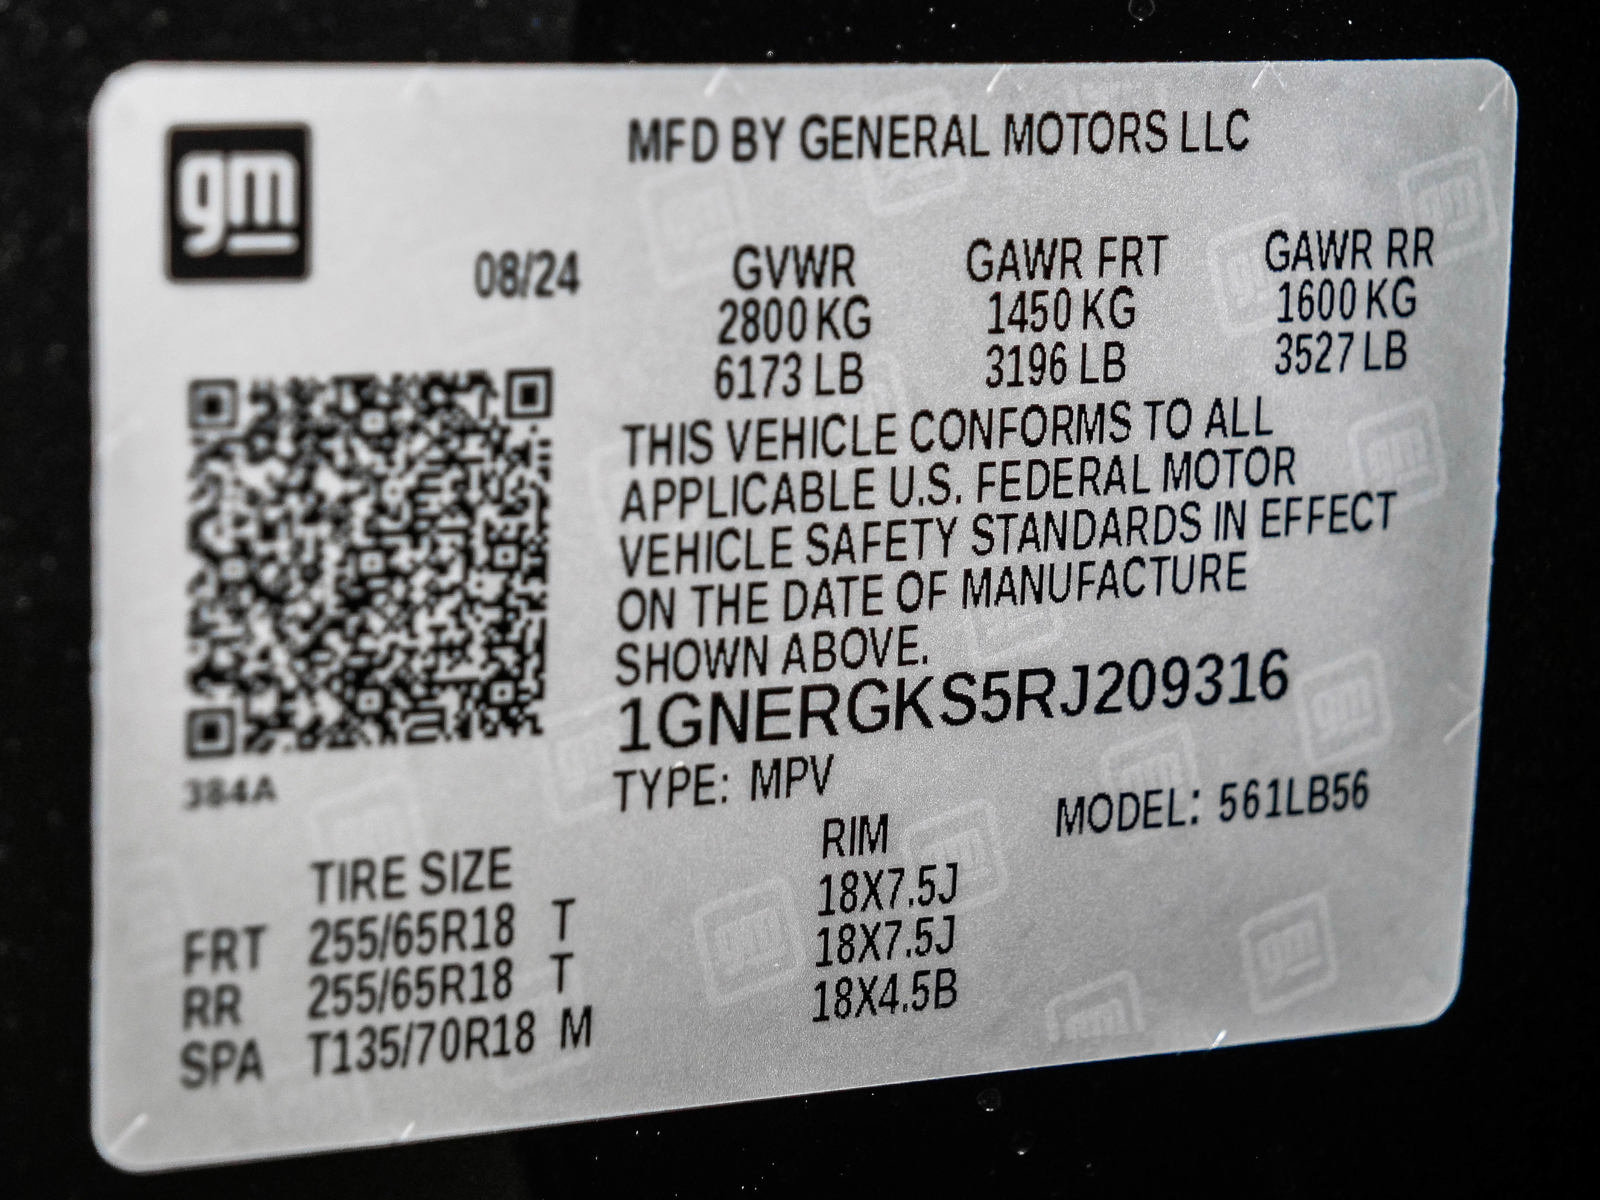 gm
MFD BY GENERAL MOTORS LLC
08/24 GVWR GAWR FRT GAWR RR
2800 KG 1450 KG 1600 KG
6173 LB 3196 LB 3527 LB
THIS VEHICLE CONFORMS TO ALL
APPLICABLE U.S. FEDERAL MOTOR
VEHICLE SAFETY STANDARDS IN EFFECT
ON THE DATE OF MANUFACTURE
SHOWN ABOVE.
1GNERGKS5RJ209316
384A
TYPE: MPV MODEL: 561LB56
TIRE SIZE RIM
FRT 255/65R18 T 18X7.5J
RR 255/65R18 T 18X7.5J
SPA T135/70R18 M 18X4.5B